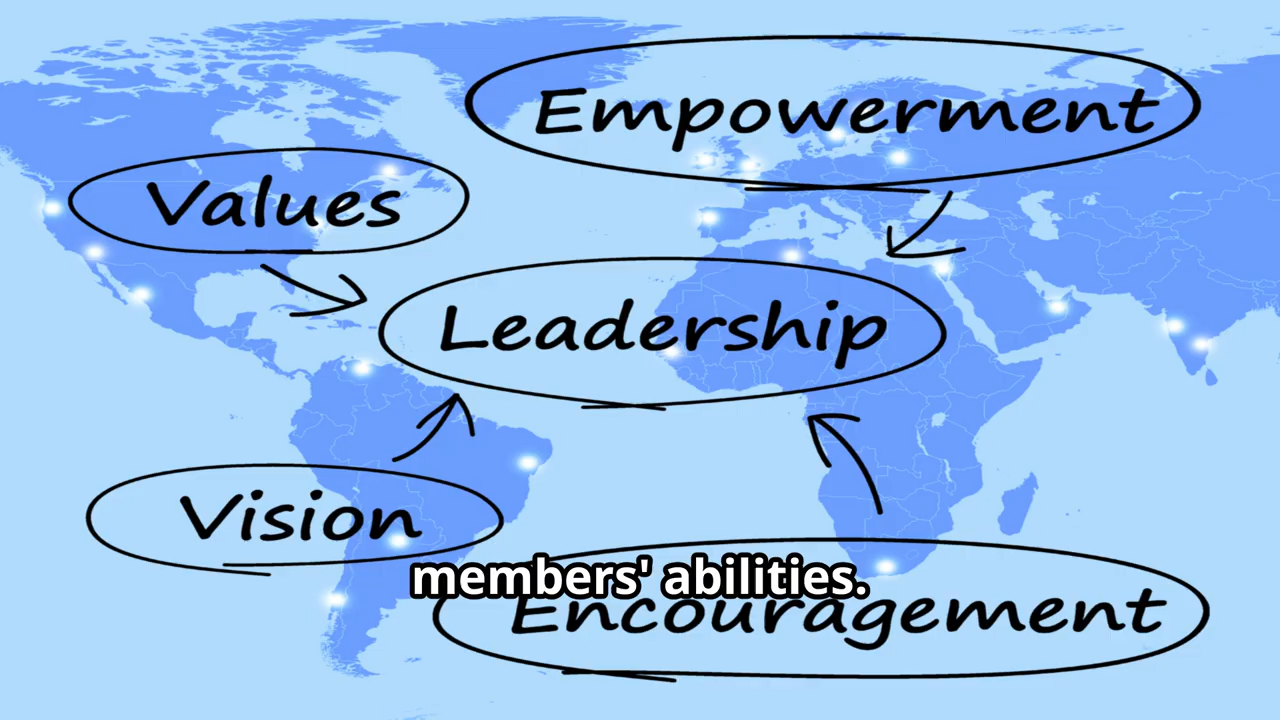 Empowerment
Values
Leadership
Vision
members' abilities.
Encouragement